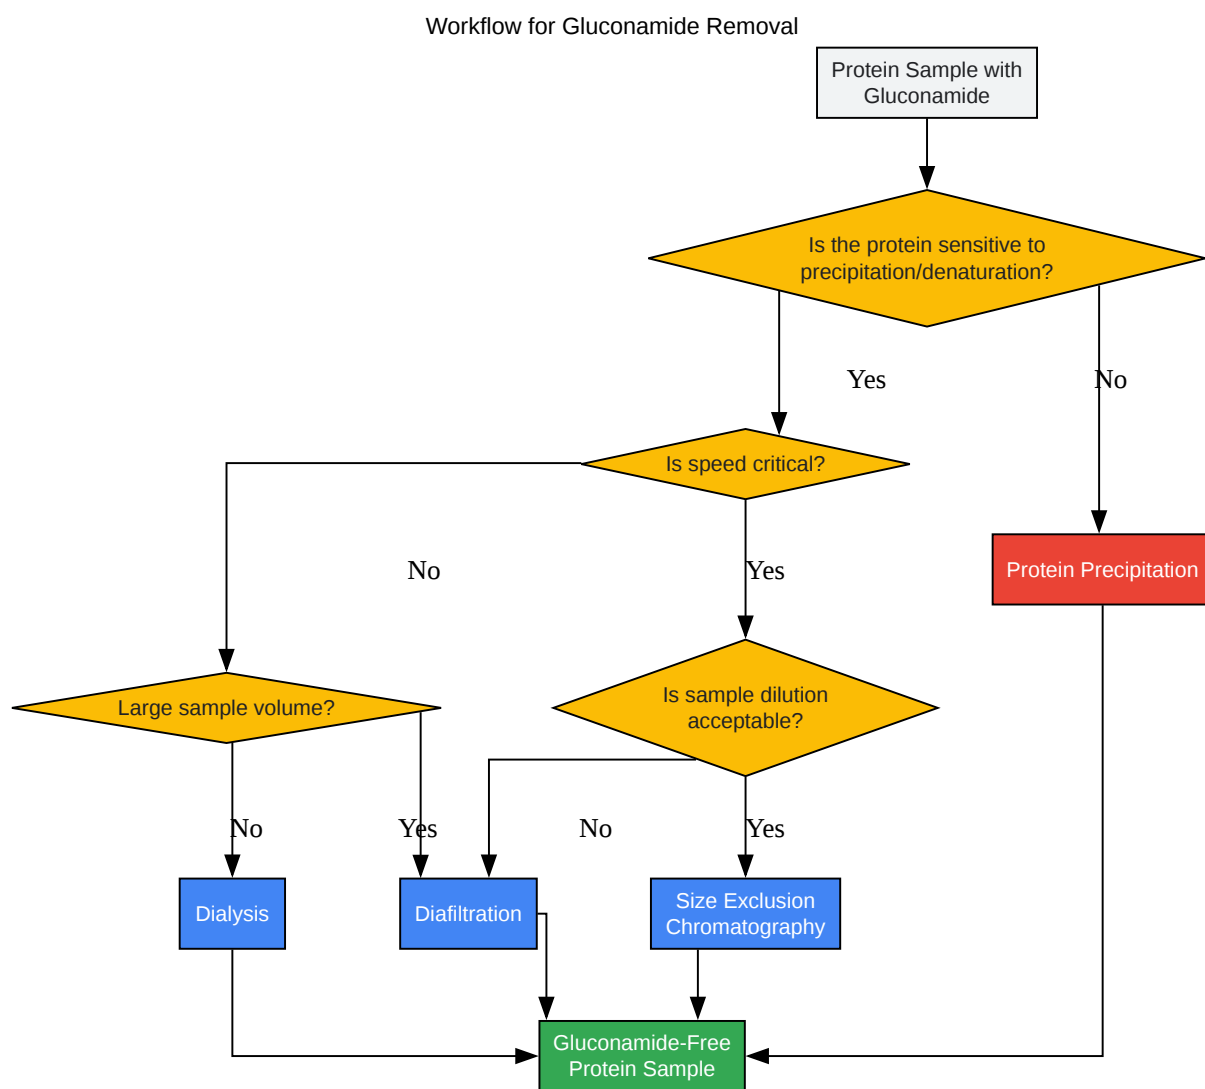 Workflow for Gluconamide Removal
Protein Sample with
Gluconamide
Is the protein sensitive to
precipitation/denaturation?
Yes
No
Is speed critical?
No
Yes
Protein Precipitation
Large sample volume?
Is sample dilution
acceptable?
No
Yes
No
Yes
Dialysis
Diafiltration
Size Exclusion
Chromatography
Gluconamide-Free
Protein Sample